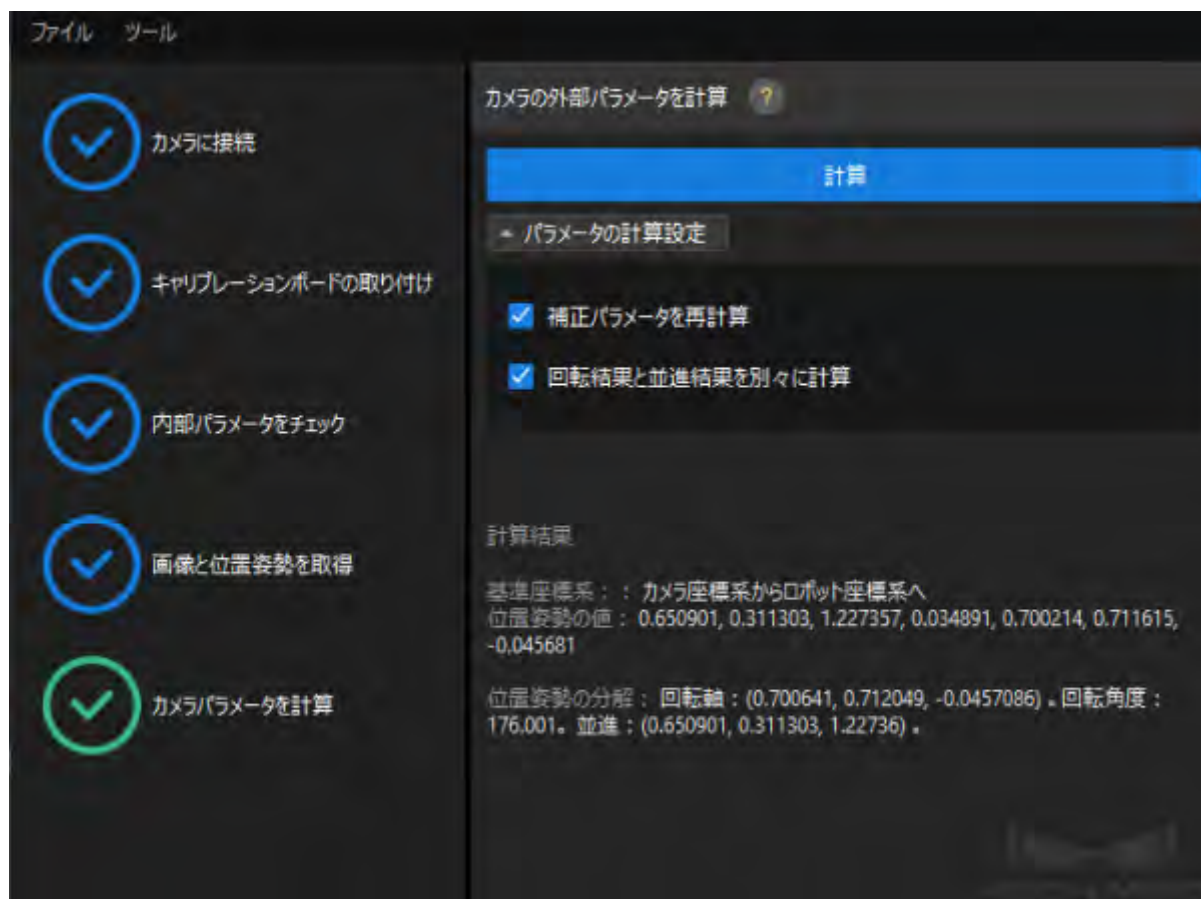 ファイル ツール
カメラに接続
キャリブレーションボードの取り付け
内部パラメータをチェック
画像と位置姿勢を取得
カメラパラメータを計算
カメラの外部パラメータを計算 ?
計算
パラメータの計算設定
補正パラメータを再計算
回転結果と並進結果を別々に計算
計算結果
基準座標系:: カメラ座標系からロボット座標系へ
位置姿勢の値: 0.650901, 0.311303, 1.227357, 0.034891, 0.700214, 0.711615,
-0.045681
位置姿勢の分解: 回転軸:(0.700641, 0.712049, -0.0457086)。回転角度:
176.001。並進:(0.650901, 0.311303, 1.22736)。